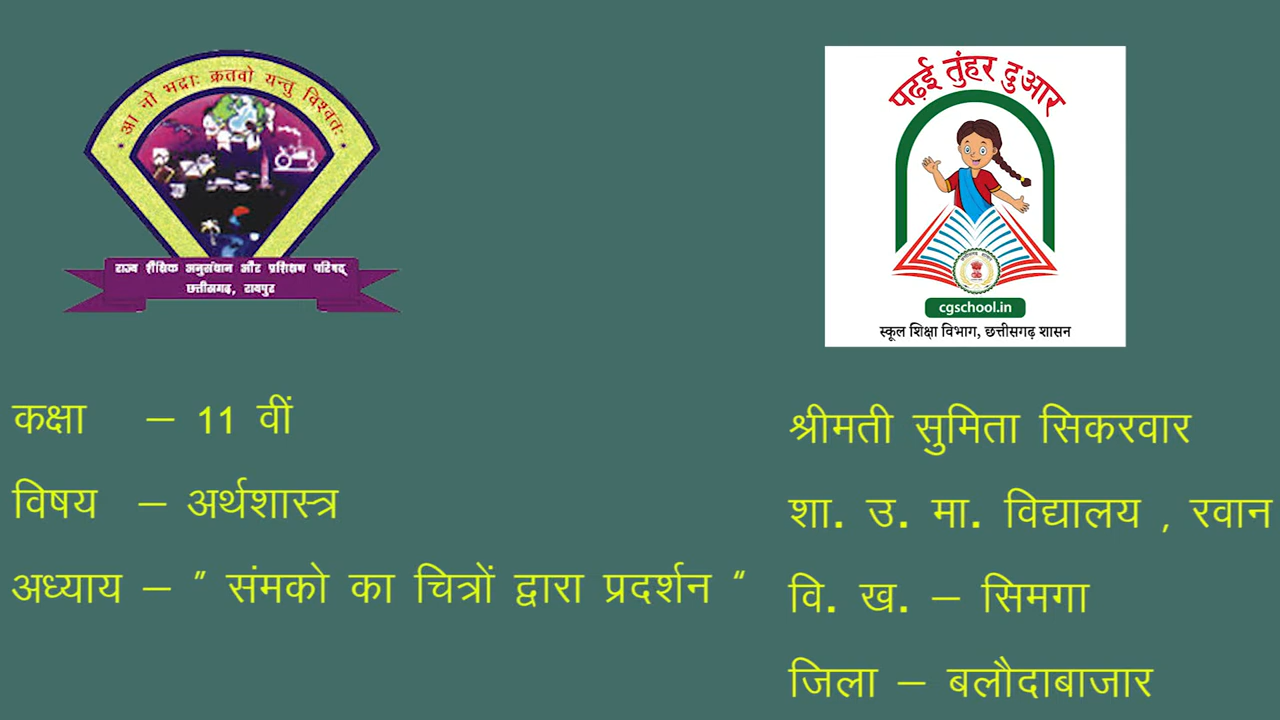 आ नो भद्राः क्रतवो यन्तु विश्वतः
राज्य शैक्षिक अनुसंधान और प्रशिक्षण परिषद्
छत्तीसगढ़, रायपुर
पढ़ई तुंहर दुआर
cgschool.in
स्कूल शिक्षा विभाग, छत्तीसगढ़ शासन
कक्षा – 11 वीं
विषय – अर्थशास्त्र
अध्याय – ” संमको का चित्रों द्वारा प्रदर्शन “
श्रीमती सुमिता सिकरवार
शा. उ. मा. विद्यालय , रवान
वि. ख. – सिमगा
जिला – बलौदाबाजार